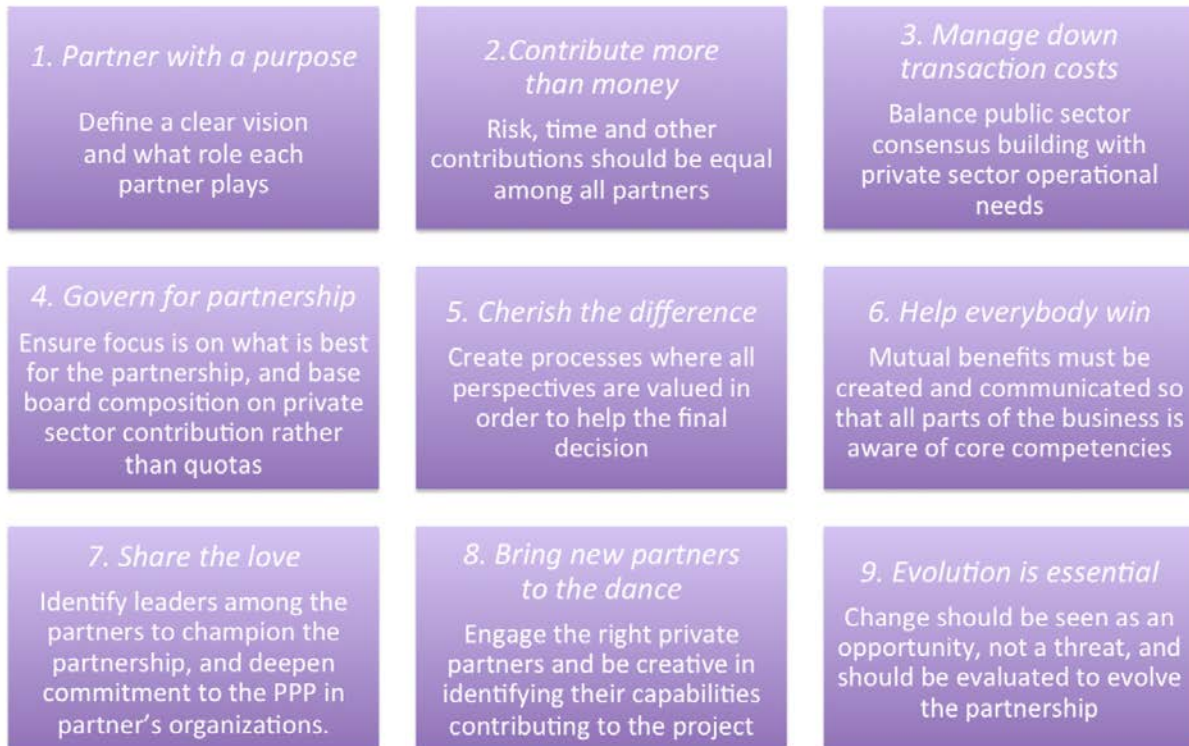 1. Partner with a purpose
Define a clear vision
and what role each
partner plays
2.Contribute more
than money
Risk, time and other
contributions should be equal
among all partners
3. Manage down
transaction costs
Balance public sector
consensus building with
private sector operational
needs
4. Govern for partnership
Ensure focus is on what is best
for the partnership, and base
board composition on private
sector contribution rather
than quotas
5. Cherish the difference
Create processes where all
perspectives are valued in
order to help the final
decision
6. Help everybody win
Mutual benefits must be
created and communicated so
that all parts of the business is
aware of core competencies
7. Share the love
Identify leaders among the
partners to champion the
partnership, and deepen
commitment to the PPP in
partner’s organizations.
8. Bring new partners
to the dance
Engage the right private
partners and be creative in
identifying their capabilities
contributing to the project
9. Evolution is essential
Change should be seen as an
opportunity, not a threat, and
should be evaluated to evolve
the partnership